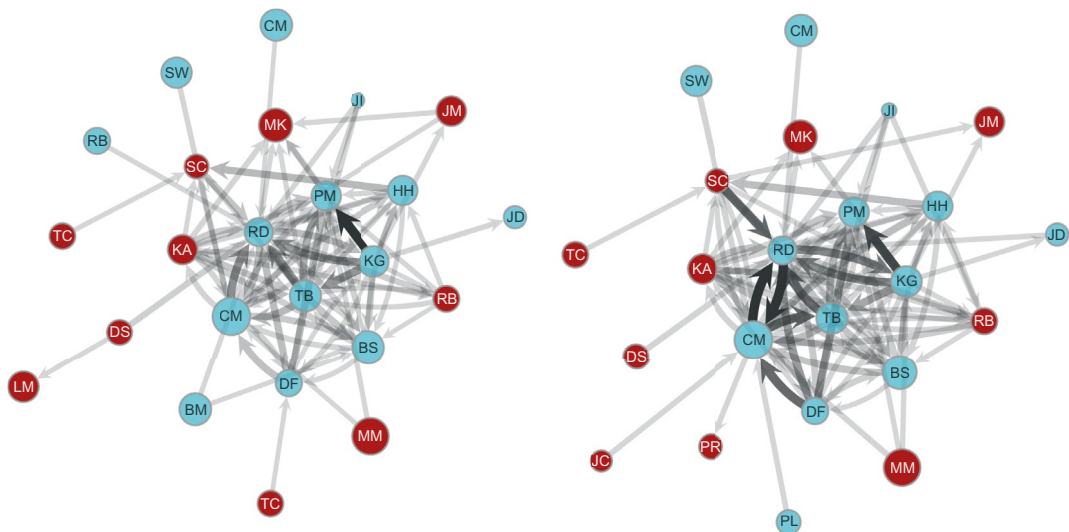 CM
SW
JI
JM
MK
RB
SC
PM
HH
JD
TC
RD
KA
KG
TB
RB
CM
DS
BS
LM
DF
BM
MM
TC
CM
SW
JI
JM
MK
SC
HH
PM
JD
RD
TC
KA
KG
TB
RB
CM
DS
BS
DF
PR
JC
MM
PL